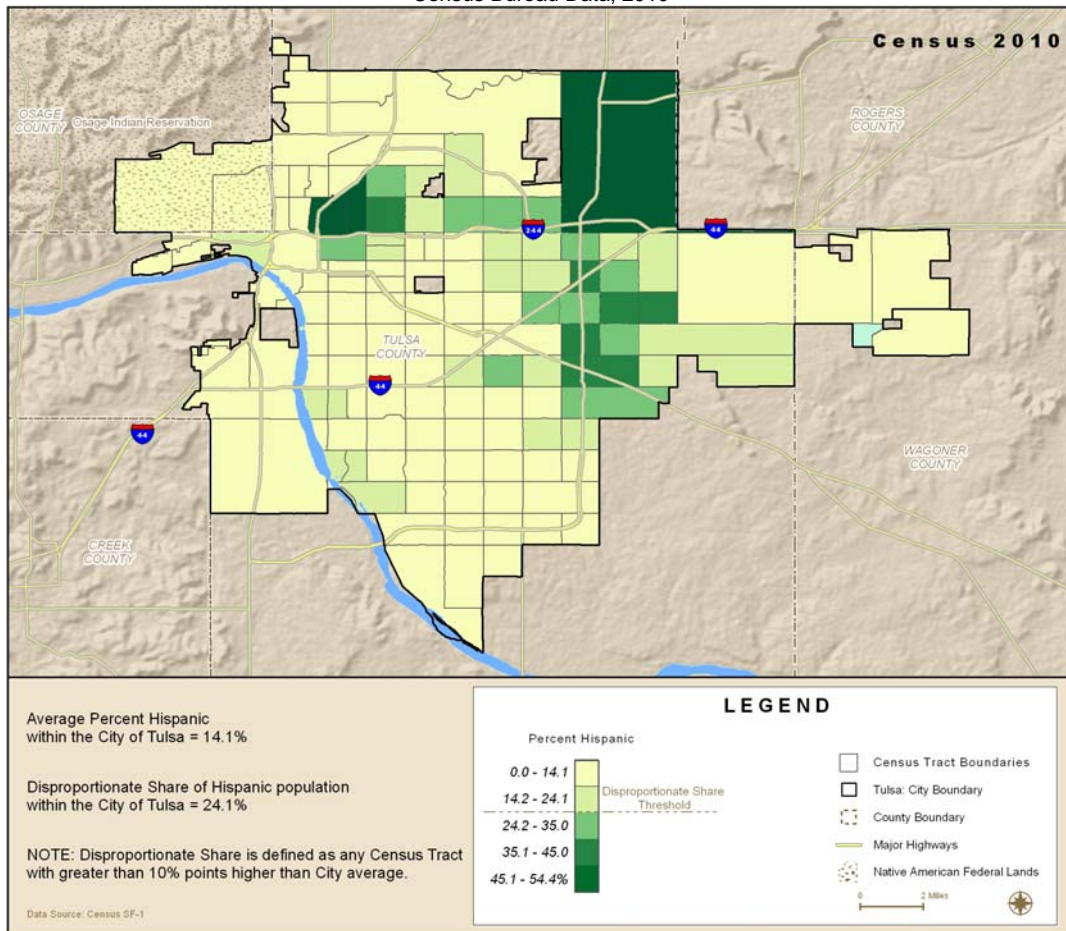 Census Bureau Data, 2010
Census 2010
OSAGE
COUNTY
Osage Indian Reservation
ROGERS
COUNTY
244
44
TULSA
COUNTY
44
44
WAGONER
COUNTY
CREEK
COUNTY
Average Percent Hispanic
within the City of Tulsa = 14.1%
Disproportionate Share of Hispanic population
within the City of Tulsa = 24.1%
NOTE: Disproportionate Share is defined as any Census Tract
with greater than 10% points higher than City average.
Data Source: Census SF-1
LEGEND
Percent Hispanic
0.0 - 14.1
14.2 - 24.1
Disproportionate Share
Threshold
24.2 - 35.0
35.1 - 45.0
45.1 - 54.4%
Census Tract Boundaries
Tulsa: City Boundary
County Boundary
Major Highways
Native American Federal Lands
0 2 Miles